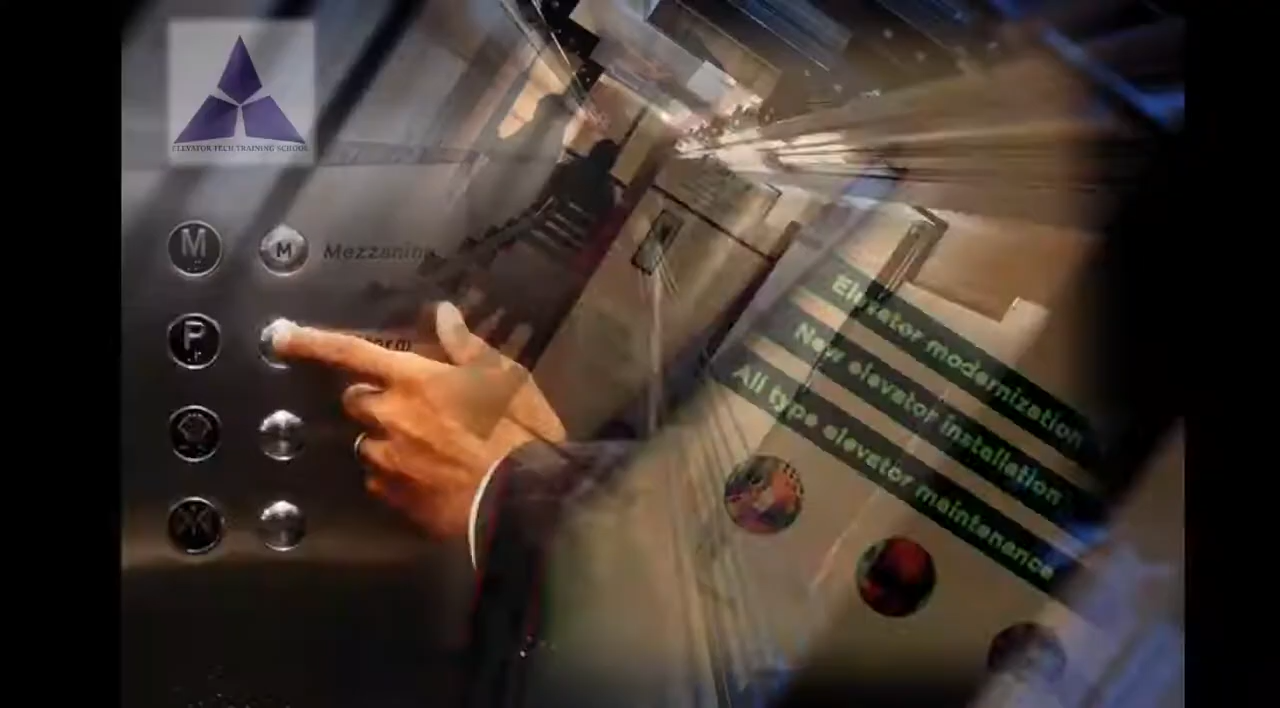 ELEVATOR TECH TRAINING SCHOOL
M
M Mezzanine
P
Elevator modernization
New elevator installation
All type elevator maintenance